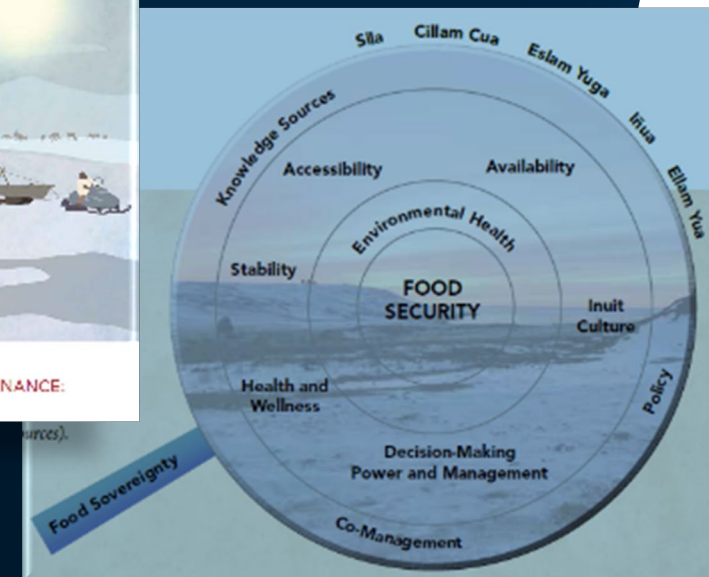 Sila
Cillam Cua
Eslam Yuga
Iñua
Ellam Yua
Knowledge Sources
Accessibility
Availability
Environmental Health
Stability
FOOD
SECURITY
Inuit
Culture
Health and
Wellness
Policy
Decision-Making
Power and Management
Co-Management
Food Sovereignty
NANCE:
urces).